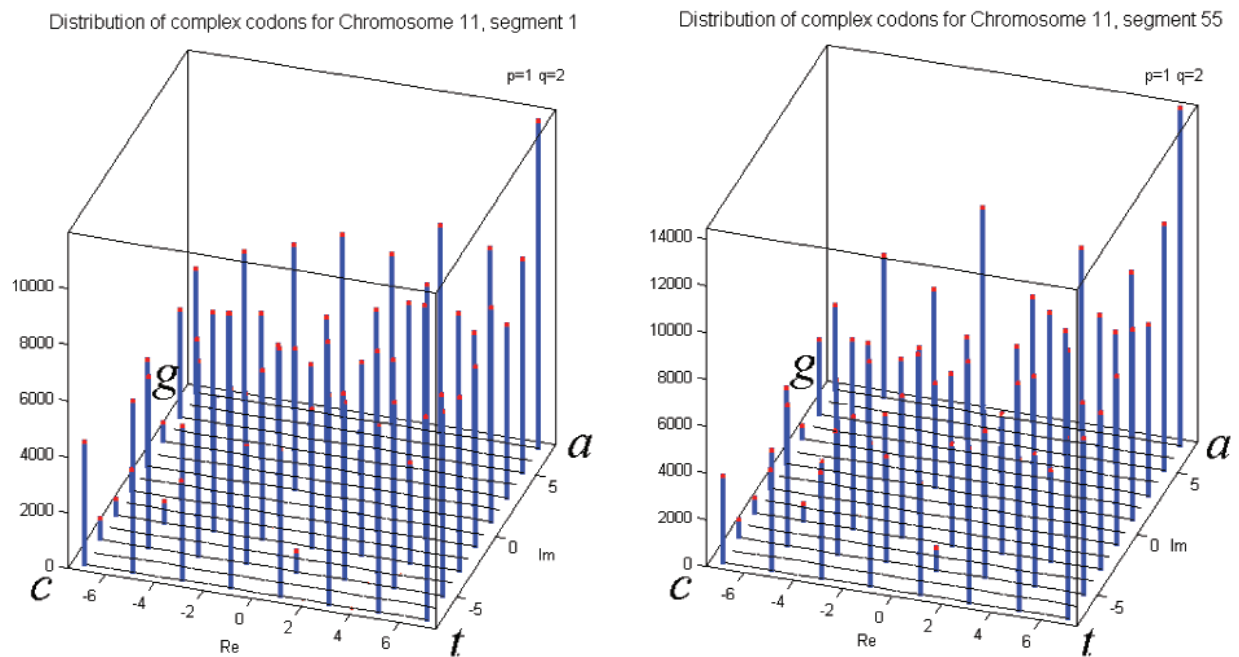 Distribution of complex codons for Chromosome 11, segment 1
p=1 q=2
10000
8000
6000
4000
2000
0
g
a
c
t
-6
-4
-2
0
2
4
6
Re
-5
0
5
Im
Distribution of complex codons for Chromosome 11, segment 55
p=1 q=2
14000
12000
10000
8000
6000
4000
2000
0
g
a
c
t
-6
-4
-2
0
2
4
6
Re
-5
0
5
Im